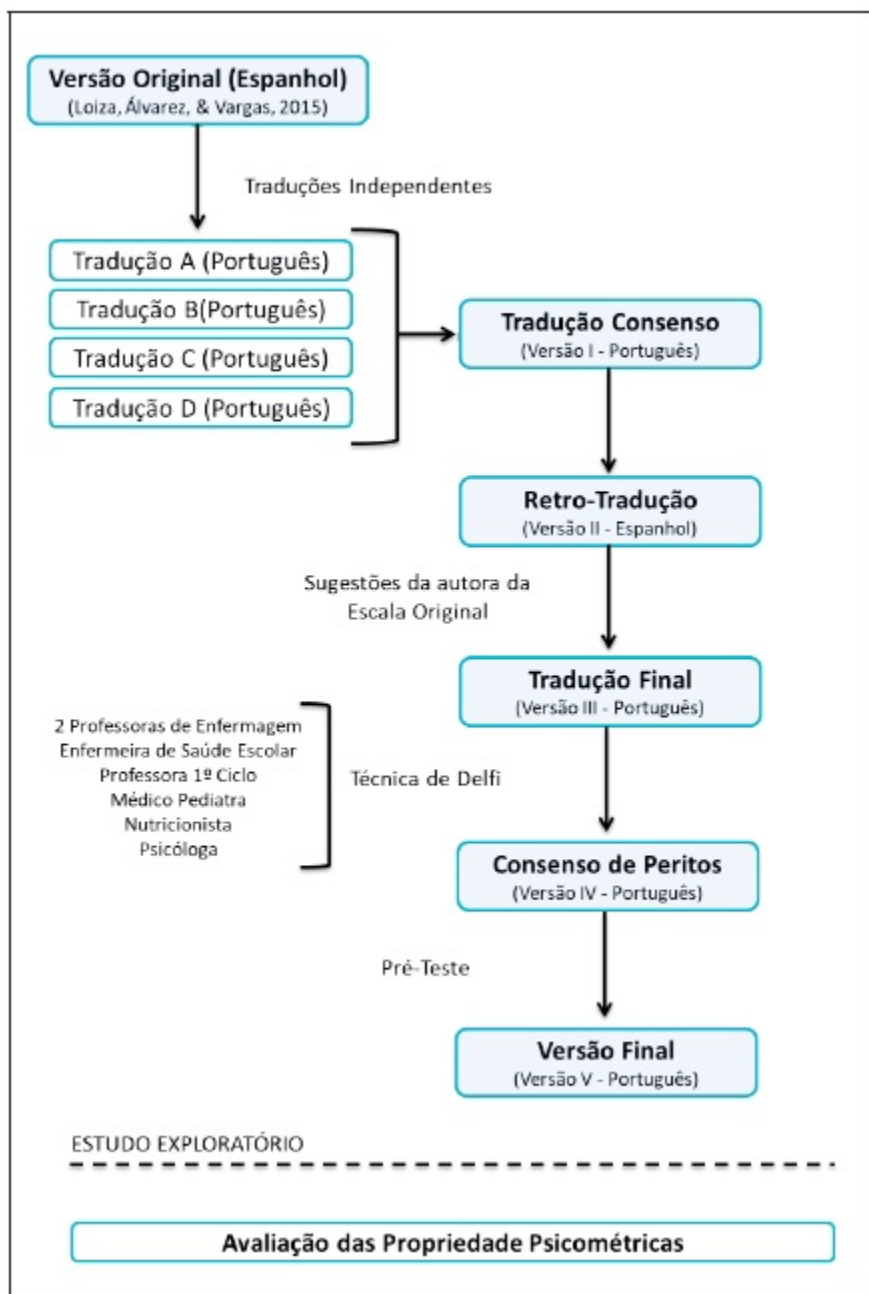 Versão Original (Espanhol)
(Loiza, Álvarez, & Vargas, 2015)
Traduções Independentes
Tradução A (Português)
Tradução B(Português)
Tradução C (Português)
Tradução D (Português)
Tradução Consenso
(Versão I - Português)
Retro-Tradução
(Versão II - Espanhol)
Sugestões da autora da
Escala Original
Tradução Final
(Versão III - Português)
2 Professoras de Enfermagem
Enfermeira de Saúde Escolar
Professora 1º Ciclo
Médico Pediatra
Nutricionista
Psicóloga
Técnica de Delfi
Consenso de Peritos
(Versão IV - Português)
Pré-Teste
Versão Final
(Versão V - Português)
ESTUDO EXPLORATÓRIO
Avaliação das Propriedade Psicométricas